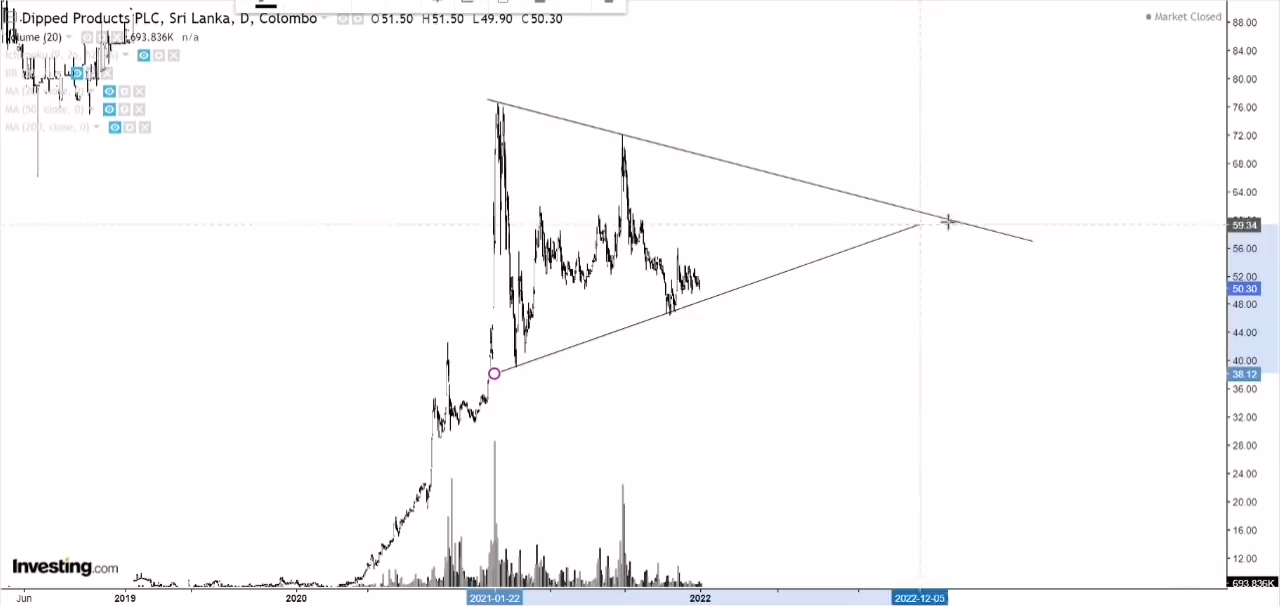 Dipped Products PLC, Sri Lanka, D, Colombo O51.50 H51.50 L49.90 C50.30
Volume (20) 693.836K n/a
MA (50, close, 0)
MA (200, close, 0)
Market Closed
88.00
84.00
80.00
76.00
72.00
68.00
64.00
59.34
56.00
52.00
50.30
48.00
44.00
40.00
38.12
36.00
32.00
28.00
24.00
20.00
16.00
12.00
693.836K
Investing.com
Jun 2019 2020 2021-01-22 2022 2022-12-05